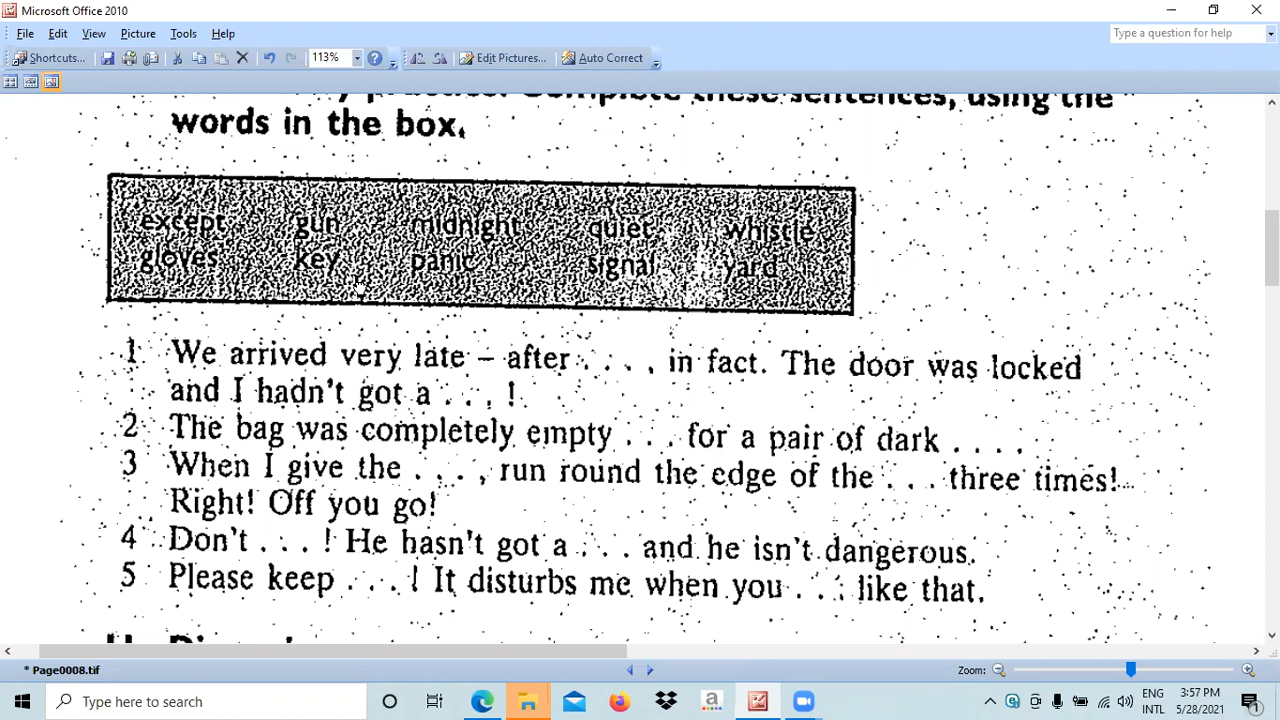 Microsoft Office 2010
File Edit View Picture Tools Help
Type a question for help
Shortcuts... 113% Edit Pictures... Auto Correct
Complete these sentences, using the
words in the box.
except gun midnight quiet whistle
gloves key panic signal yard
1 We arrived very late – after . . . . in fact. The door was locked
and I hadn't got a . . . !
2 The bag was completely empty . . . for a pair of dark . . . .
3 When I give the . . . , run round the edge of the . . . three times!
Right! Off you go!
4 Don't . . . ! He hasn't got a . . . and he isn't dangerous.
5 Please keep . . . ! It disturbs me when you . . . like that.
* Page0008.tif
Zoom:
Type here to search
ENG
INTL
3:57 PM
5/28/2021